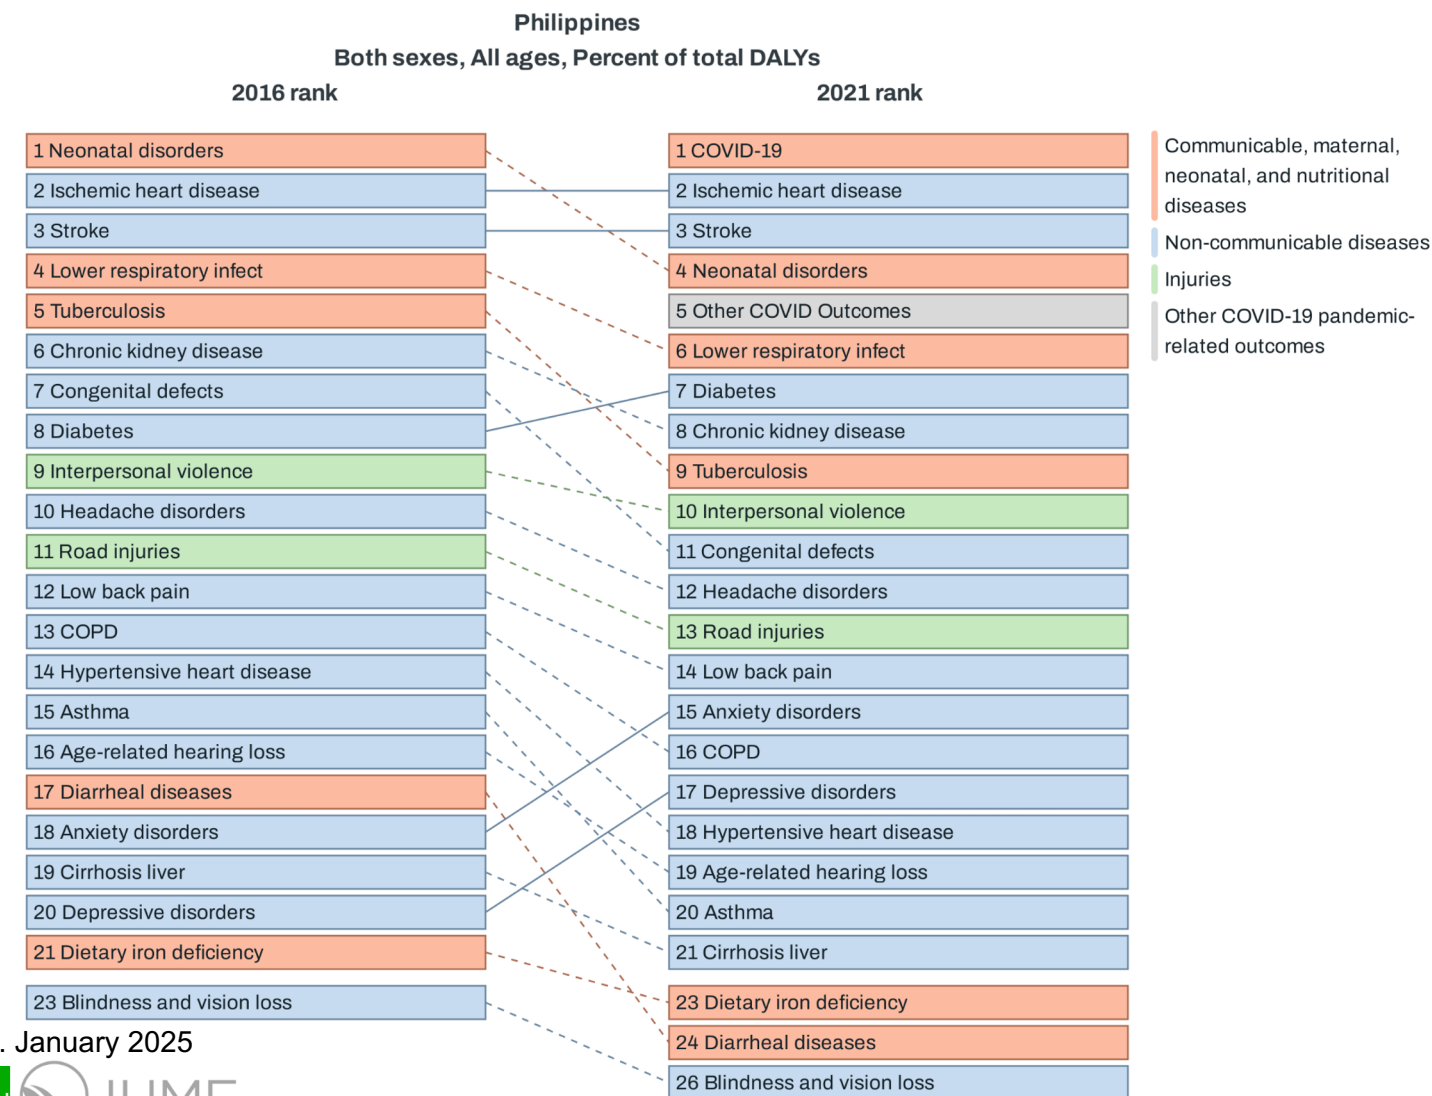 Philippines
Both sexes, All ages, Percent of total DALYs
2016 rank
2021 rank
1 Neonatal disorders
2 Ischemic heart disease
3 Stroke
4 Lower respiratory infect
5 Tuberculosis
6 Chronic kidney disease
7 Congenital defects
8 Diabetes
9 Interpersonal violence
10 Headache disorders
11 Road injuries
12 Low back pain
13 COPD
14 Hypertensive heart disease
15 Asthma
16 Age-related hearing loss
17 Diarrheal diseases
18 Anxiety disorders
19 Cirrhosis liver
20 Depressive disorders
21 Dietary iron deficiency
23 Blindness and vision loss
1 COVID-19
2 Ischemic heart disease
3 Stroke
4 Neonatal disorders
5 Other COVID Outcomes
6 Lower respiratory infect
7 Diabetes
8 Chronic kidney disease
9 Tuberculosis
10 Interpersonal violence
11 Congenital defects
12 Headache disorders
13 Road injuries
14 Low back pain
15 Anxiety disorders
16 COPD
17 Depressive disorders
18 Hypertensive heart disease
19 Age-related hearing loss
20 Asthma
21 Cirrhosis liver
23 Dietary iron deficiency
24 Diarrheal diseases
26 Blindness and vision loss
Communicable, maternal,
neonatal, and nutritional
diseases
Non-communicable diseases
Injuries
Other COVID-19 pandemic-
related outcomes
. January 2025